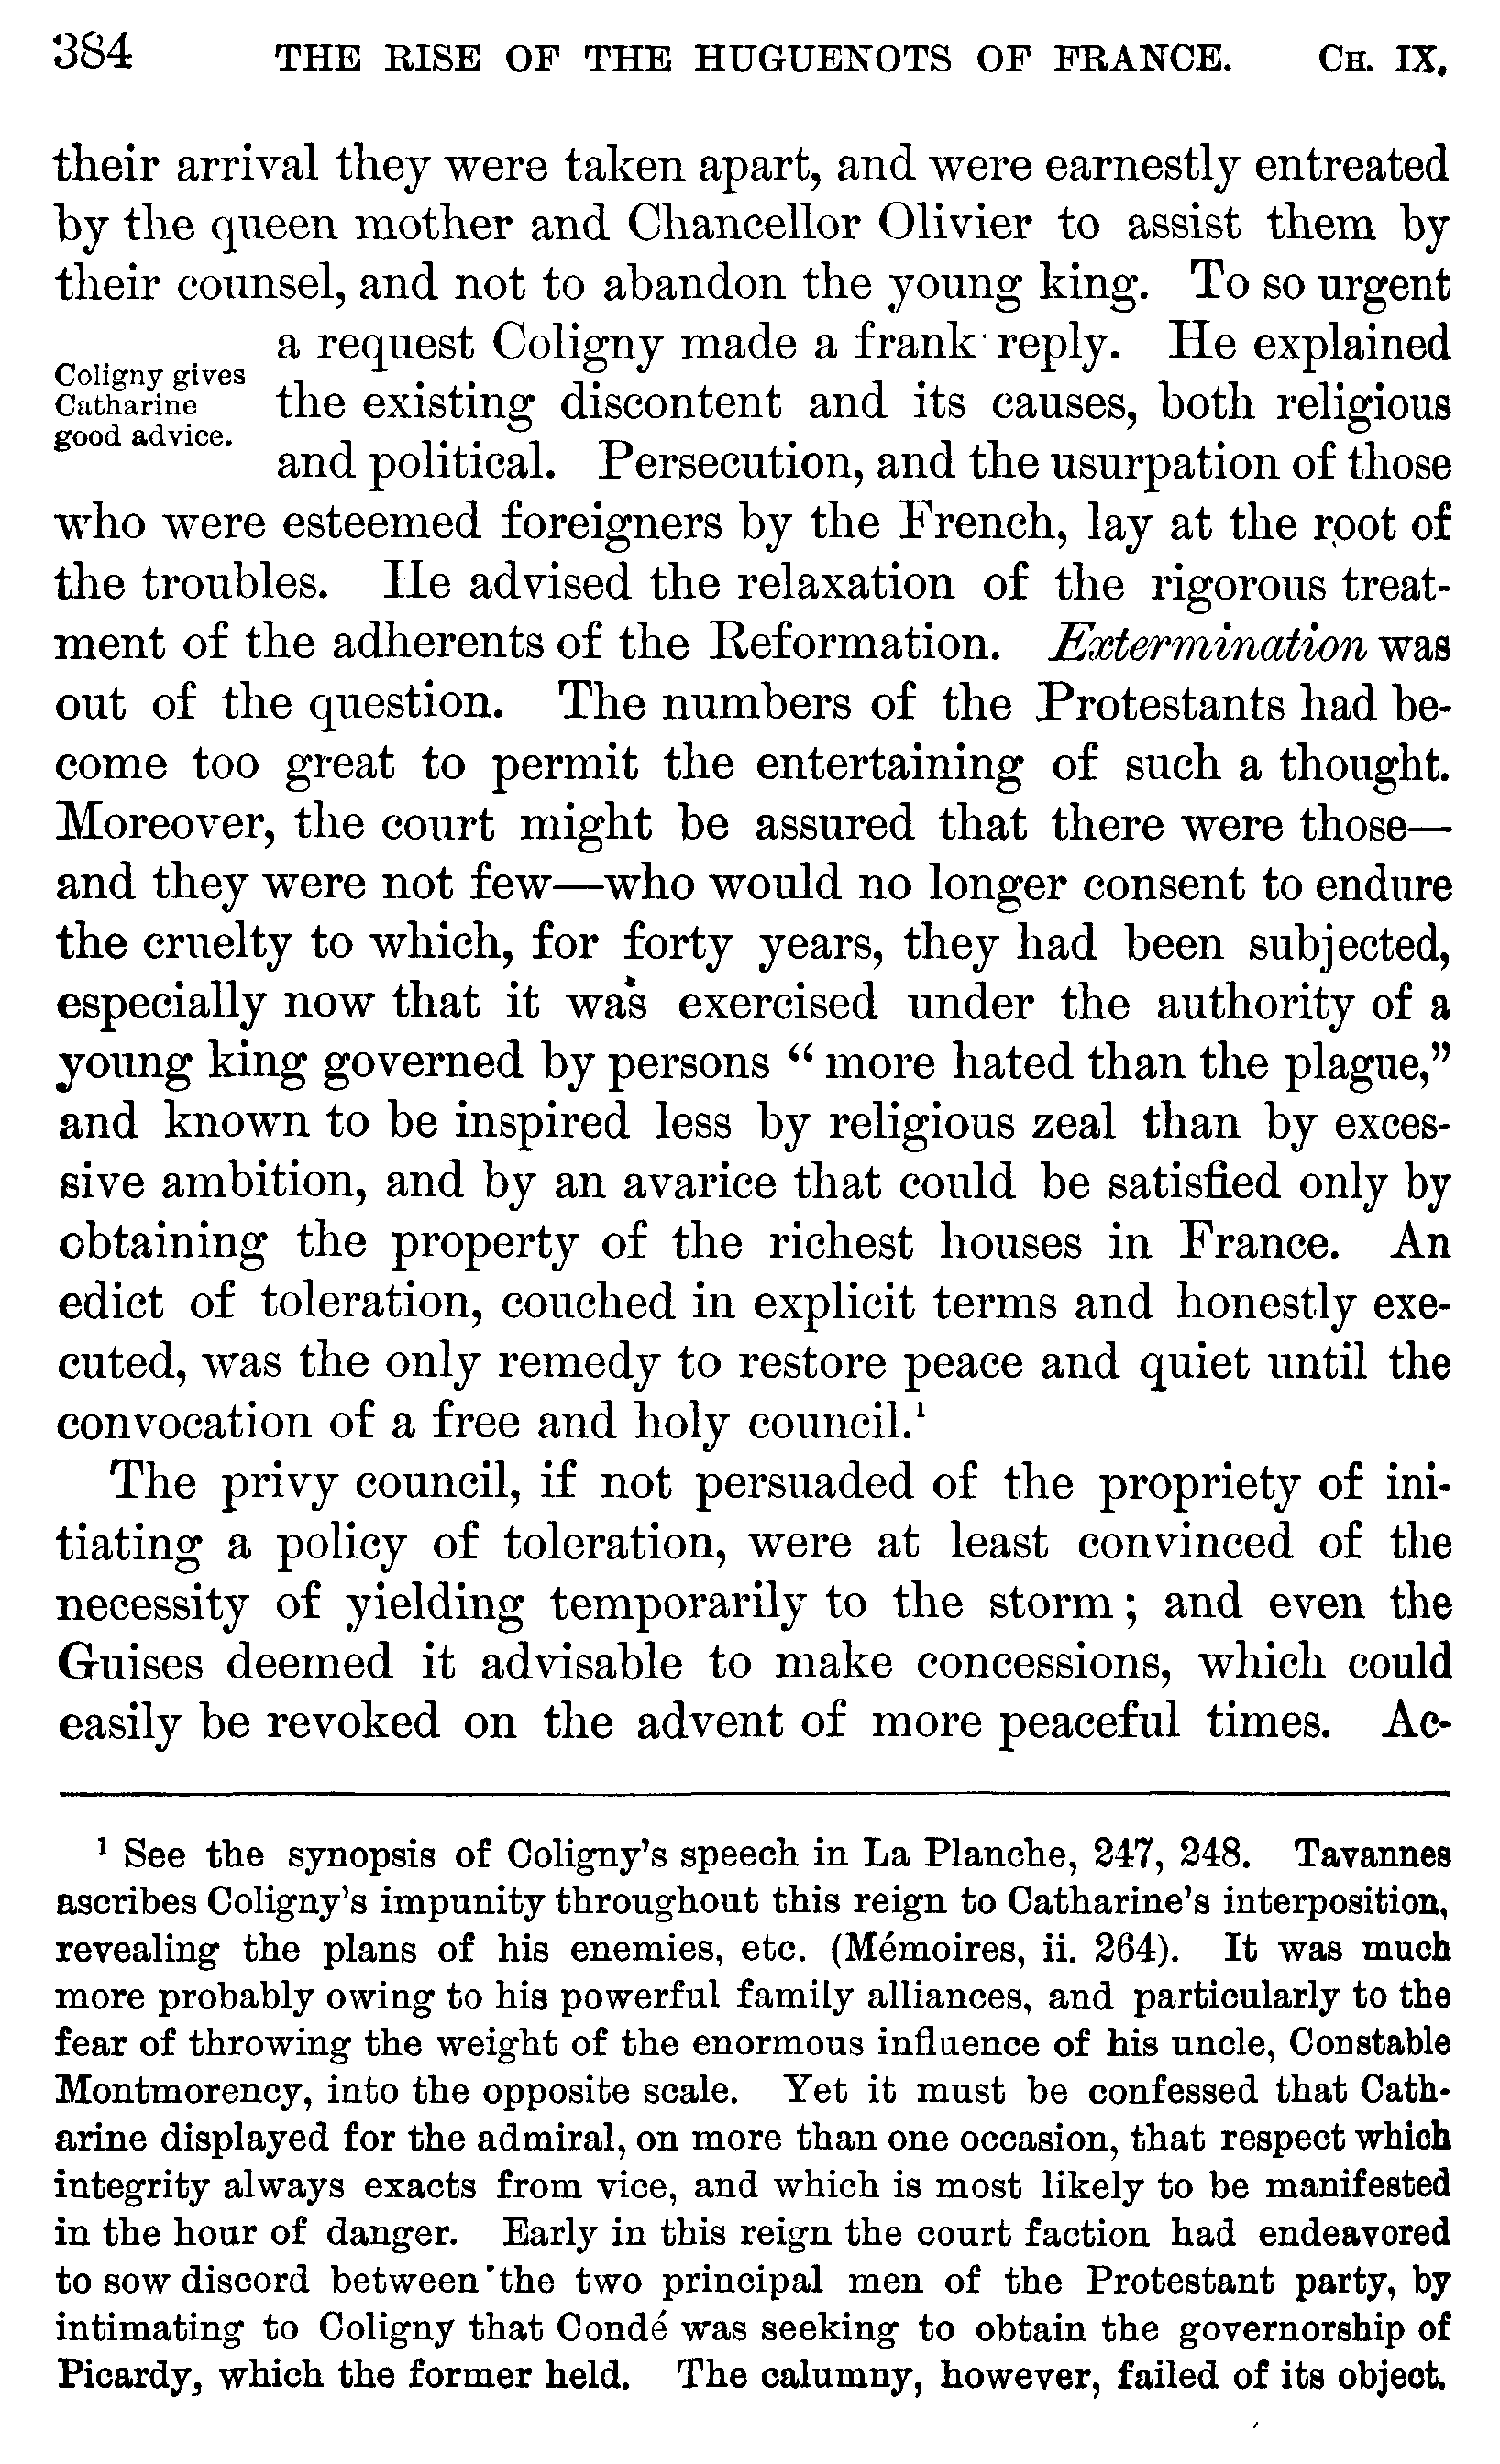 384 THE RISE OF THE HUGUENOTS OF FRANCE. CH. IX.
their arrival they were taken apart, and were earnestly entreated
by the queen mother and Chancellor Olivier to assist them by
their counsel, and not to abandon the young king. To so urgent
a request Coligny made a frank reply. He explained
Coligny gives
Catharine
good advice.
the existing discontent and its causes, both religious
and political. Persecution, and the usurpation of those
who were esteemed foreigners by the French, lay at the root of
the troubles. He advised the relaxation of the rigorous treat-
ment of the adherents of the Reformation. Extermination was
out of the question. The numbers of the Protestants had be-
come too great to permit the entertaining of such a thought.
Moreover, the court might be assured that there were those—
and they were not few—who would no longer consent to endure
the cruelty to which, for forty years, they had been subjected,
especially now that it was exercised under the authority of a
young king governed by persons “more hated than the plague,”
and known to be inspired less by religious zeal than by exces-
sive ambition, and by an avarice that could be satisfied only by
obtaining the property of the richest houses in France. An
edict of toleration, couched in explicit terms and honestly exe-
cuted, was the only remedy to restore peace and quiet until the
convocation of a free and holy council.¹
The privy council, if not persuaded of the propriety of ini-
tiating a policy of toleration, were at least convinced of the
necessity of yielding temporarily to the storm; and even the
Guises deemed it advisable to make concessions, which could
easily be revoked on the advent of more peaceful times. Ac-
¹ See the synopsis of Coligny’s speech in La Planche, 247, 248. Tavannes
ascribes Coligny’s impunity throughout this reign to Catharine’s interposition,
revealing the plans of his enemies, etc. (Mémoires, ii. 264). It was much
more probably owing to his powerful family alliances, and particularly to the
fear of throwing the weight of the enormous influence of his uncle, Constable
Montmorency, into the opposite scale. Yet it must be confessed that Cath-
arine displayed for the admiral, on more than one occasion, that respect which
integrity always exacts from vice, and which is most likely to be manifested
in the hour of danger. Early in this reign the court faction had endeavored
to sow discord between the two principal men of the Protestant party, by
intimating to Coligny that Condé was seeking to obtain the governorship of
Picardy, which the former held. The calumny, however, failed of its object.